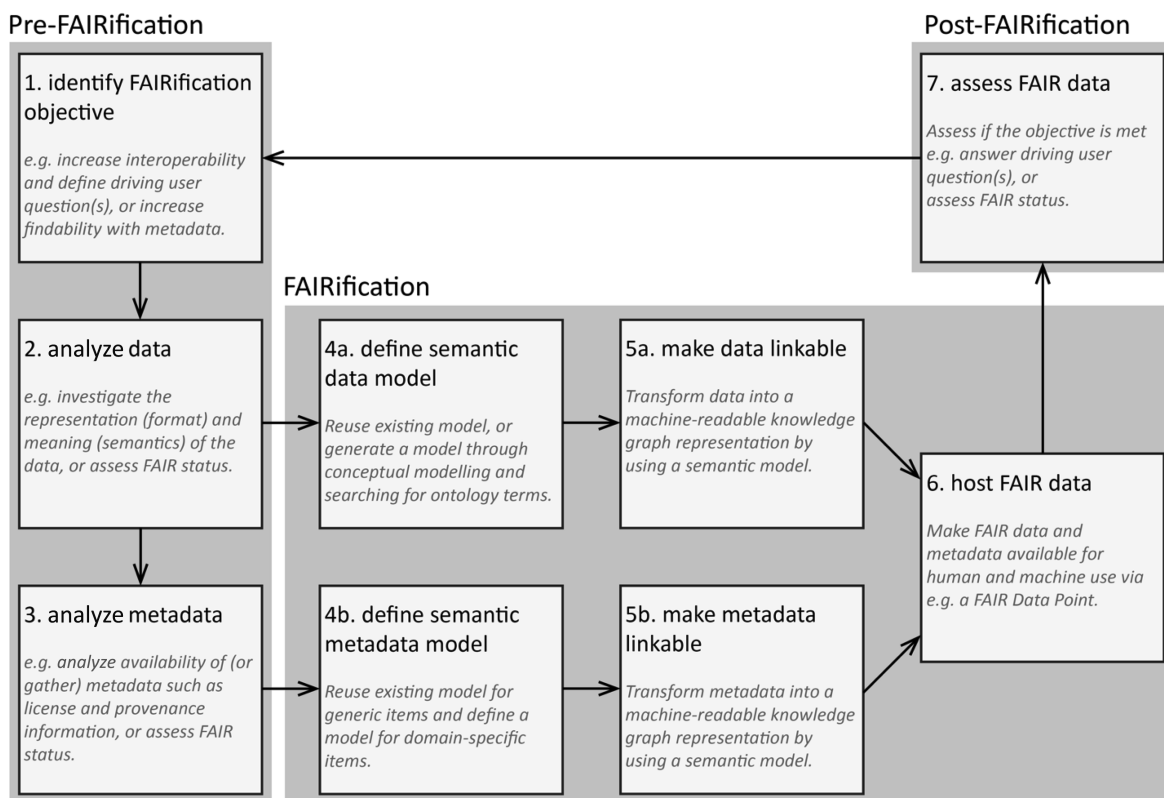 Pre-FAIRification
Post-FAIRification
1. identify FAIRification
objective
e.g. increase interoperability
and define driving user
question(s), or increase
findability with metadata.
7. assess FAIR data
Assess if the objective is met
e.g. answer driving user
question(s), or
assess FAIR status.
FAIRification
2. analyze data
e.g. investigate the
representation (format) and
meaning (semantics) of the
data, or assess FAIR status.
4a. define semantic
data model
Reuse existing model, or
generate a model through
conceptual modelling and
searching for ontology terms.
5a. make data linkable
Transform data into a
machine-readable knowledge
graph representation by
using a semantic model.
6. host FAIR data
Make FAIR data and
metadata available for
human and machine use via
e.g. a FAIR Data Point.
3. analyze metadata
e.g. analyze availability of (or
gather) metadata such as
license and provenance
information, or assess FAIR
status.
4b. define semantic
metadata model
Reuse existing model for
generic items and define a
model for domain-specific
items.
5b. make metadata
linkable
Transform metadata into a
machine-readable knowledge
graph representation by
using a semantic model.